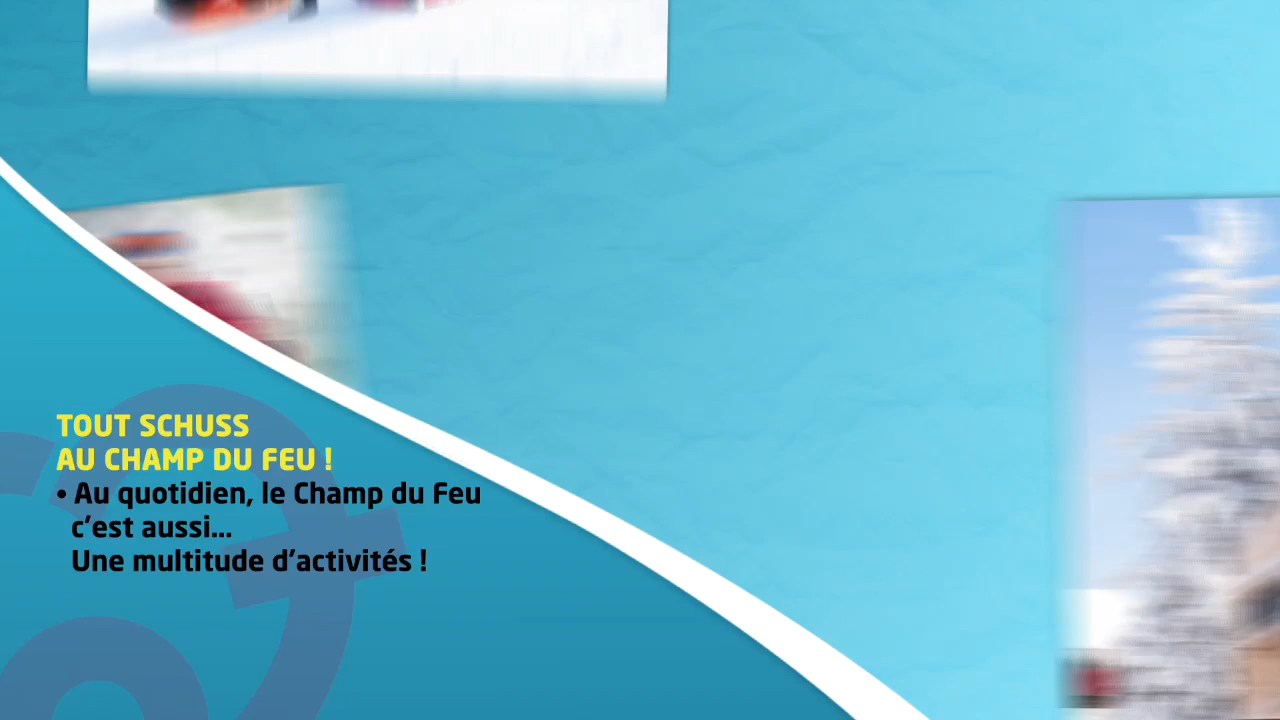 TOUT SCHUSS
AU CHAMP DU FEU !
• Au quotidien, le Champ du Feu
c’est aussi...
Une multitude d’activités !